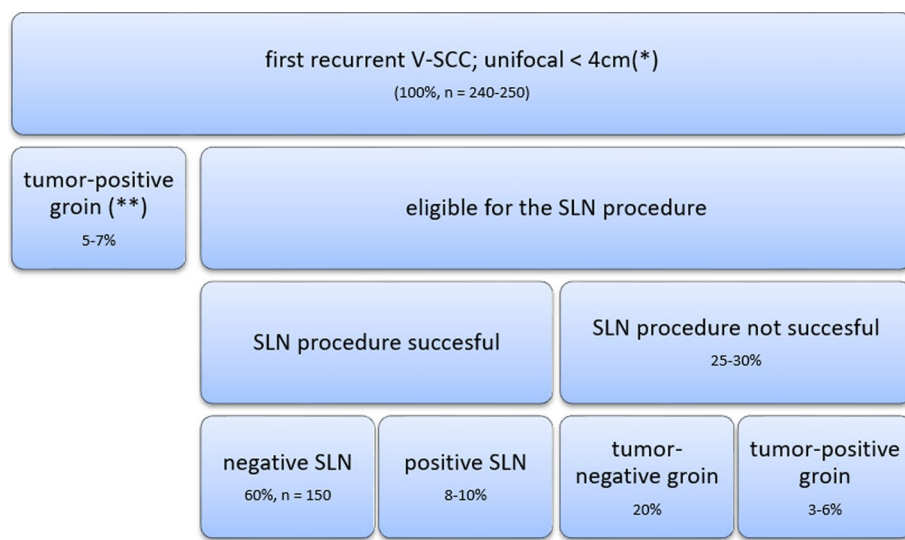 first recurrent V-SCC; unifocal < 4cm(*)
(100%, n = 240-250)
tumor-positive
groin (**)
5-7%
eligible for the SLN procedure
SLN procedure succesful
SLN procedure not succesful
25-30%
negative SLN
60%, n = 150
positive SLN
8-10%
tumor-
negative groin
20%
tumor-positive
groin
3-6%